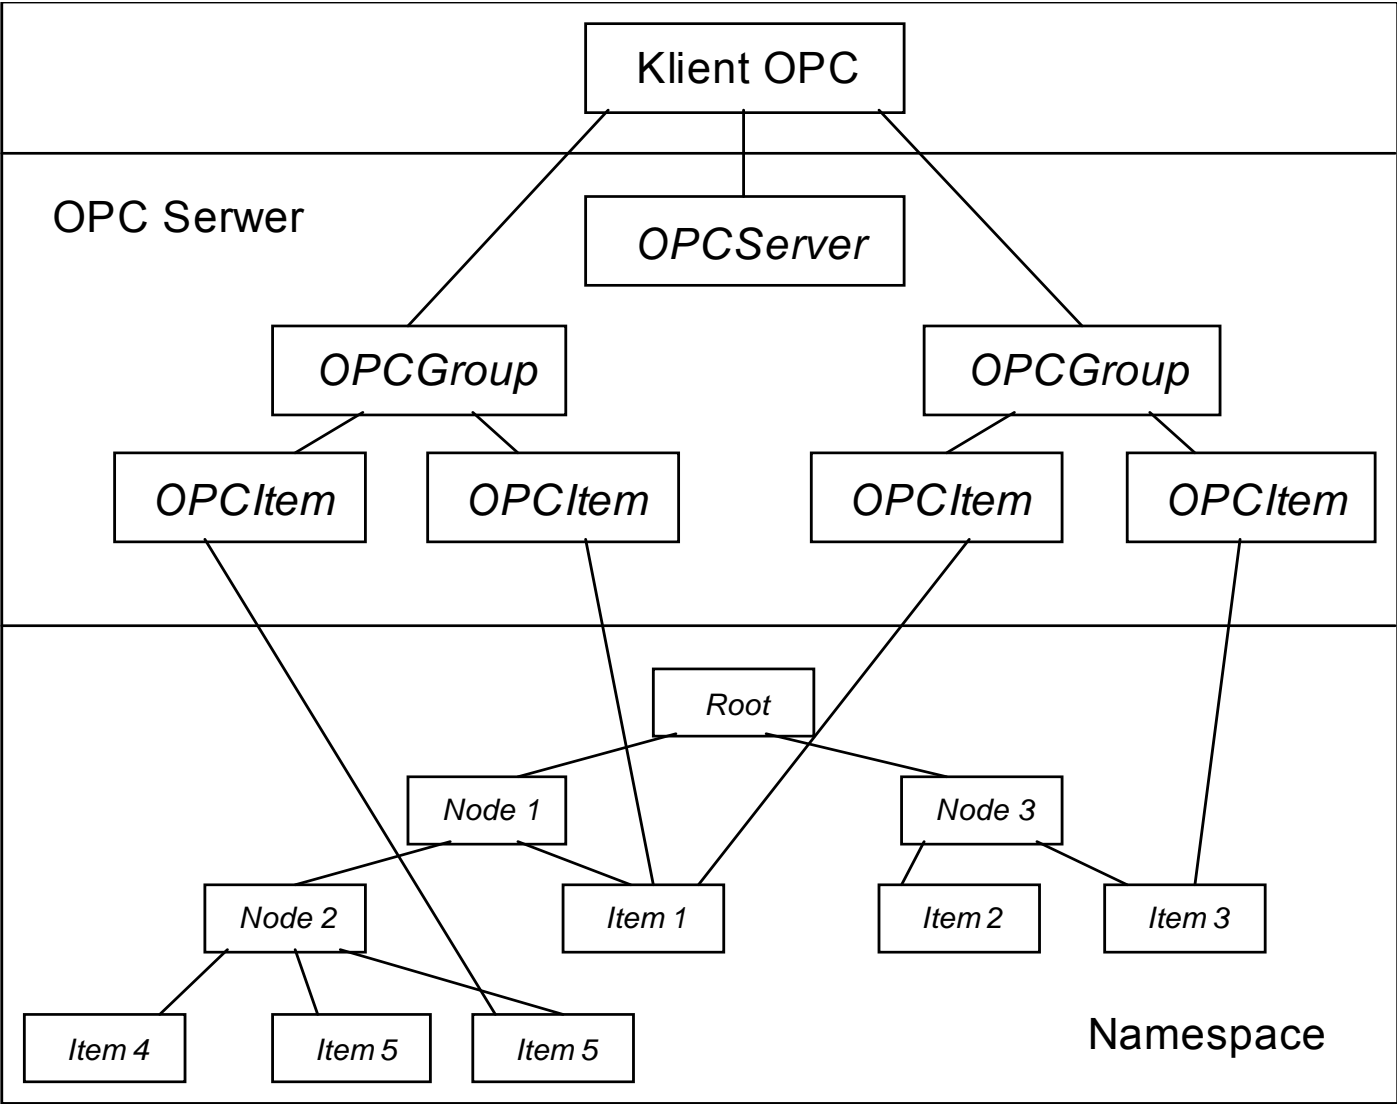 Klient OPC
OPC Serwer
OPCServer
OPCGroup
OPCGroup
OPCItem
OPCItem
OPCItem
OPCItem
Root
Node 1
Node 3
Node 2
Item 1
Item 2
Item 3
Item 4
Item 5
Item 5
Namespace